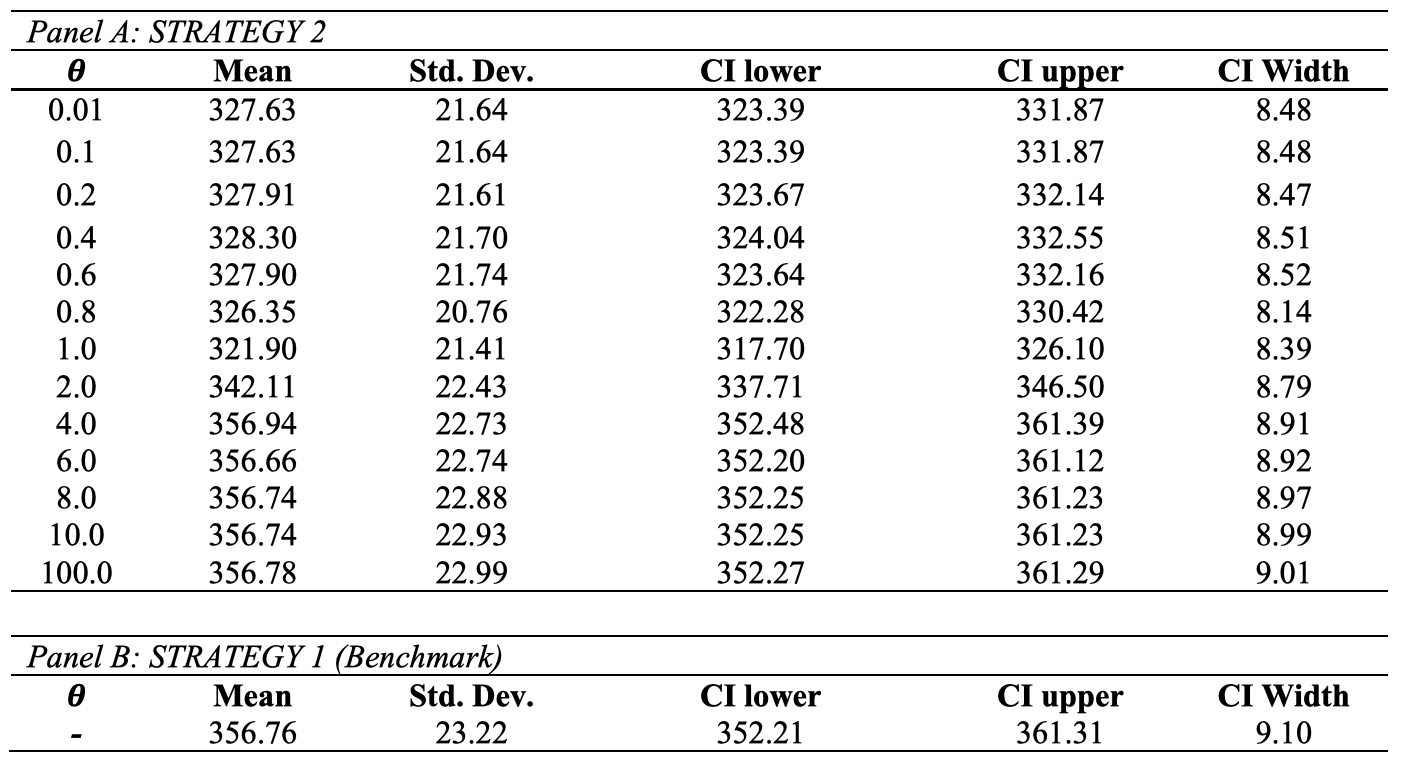 Panel A: STRATEGY 2
θ Mean Std. Dev. CI lower CI upper CI Width
0.01 327.63 21.64 323.39 331.87 8.48
0.1 327.63 21.64 323.39 331.87 8.48
0.2 327.91 21.61 323.67 332.14 8.47
0.4 328.30 21.70 324.04 332.55 8.51
0.6 327.90 21.74 323.64 332.16 8.52
0.8 326.35 20.76 322.28 330.42 8.14
1.0 321.90 21.41 317.70 326.10 8.39
2.0 342.11 22.43 337.71 346.50 8.79
4.0 356.94 22.73 352.48 361.39 8.91
6.0 356.66 22.74 352.20 361.12 8.92
8.0 356.74 22.88 352.25 361.23 8.97
10.0 356.74 22.93 352.25 361.23 8.99
100.0 356.78 22.99 352.27 361.29 9.01
Panel B: STRATEGY 1 (Benchmark)
θ Mean Std. Dev. CI lower CI upper CI Width
- 356.76 23.22 352.21 361.31 9.10